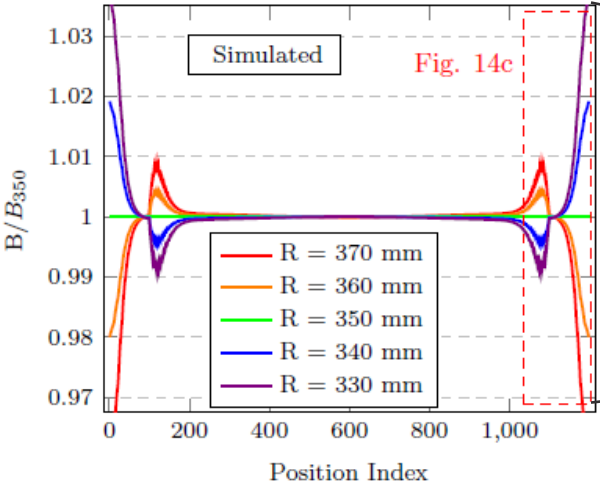 1.03
1.02
1.01
1
0.99
0.98
0.97
B/B350
Simulated
Fig. 14c
R = 370 mm
R = 360 mm
R = 350 mm
R = 340 mm
R = 330 mm
0 200 400 600 800 1,000
Position Index